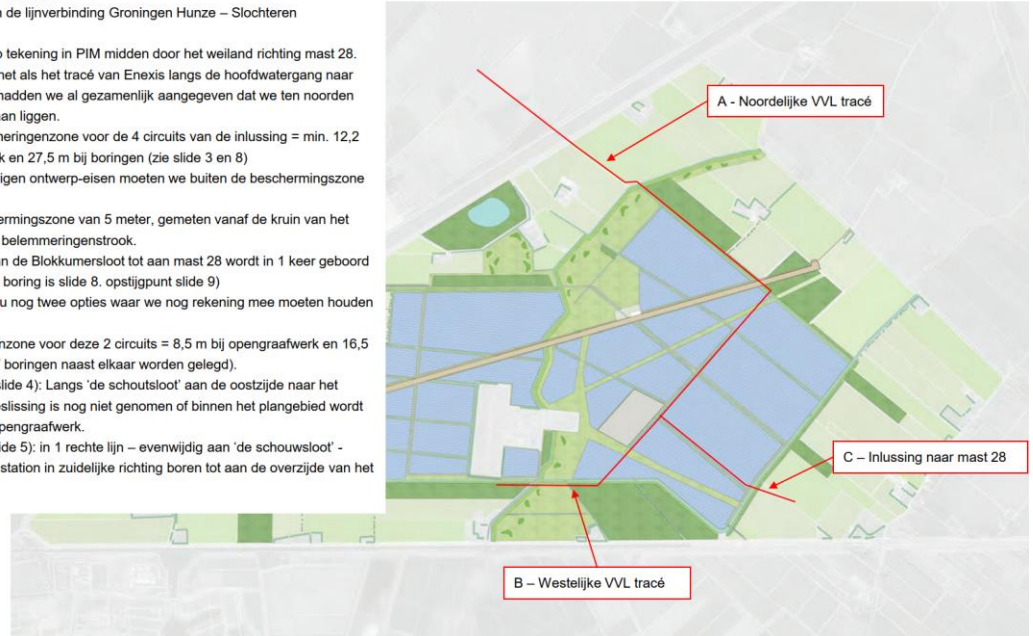 de lijnverbinding Groningen Hunze – Slochteren
tekening in PIM midden door het weiland richting mast 28.
net als het tracé van Enexis langs de hoofdwatergang naar
hadden we al gezamenlijk aangegeven dat we ten noorden
aan liggen.
meringenzone voor de 4 circuits van de inlussing = min. 12,2
k en 27,5 m bij boringen (zie slide 3 en 8)
igen ontwerp-eisen moeten we buiten de beschermingszone
ermingszone van 5 meter, gemeten vanaf de kruin van het
belemmeringenstrook.
an de Blokkumersloot tot aan mast 28 wordt in 1 keer geboord
boring is slide 8. opstijgpunt slide 9)
u nog twee opties waar we nog rekening mee moeten houden
nzone voor deze 2 circuits = 8,5 m bij opengraafwerk en 16,5
boringen naast elkaar worden gelegd).
slide 4): Langs ‘de schoutsloot’ aan de oostzijde naar het
eslissing is nog niet genomen of binnen het plangebied wordt
opengraafwerk.
ide 5): in 1 rechte lijn – evenwijdig aan ‘de schouwsloot’ -
station in zuidelijke richting boren tot aan de overzijde van het
A - Noordelijke VVL tracé
C – Inlussing naar mast 28
B – Westelijke VVL tracé